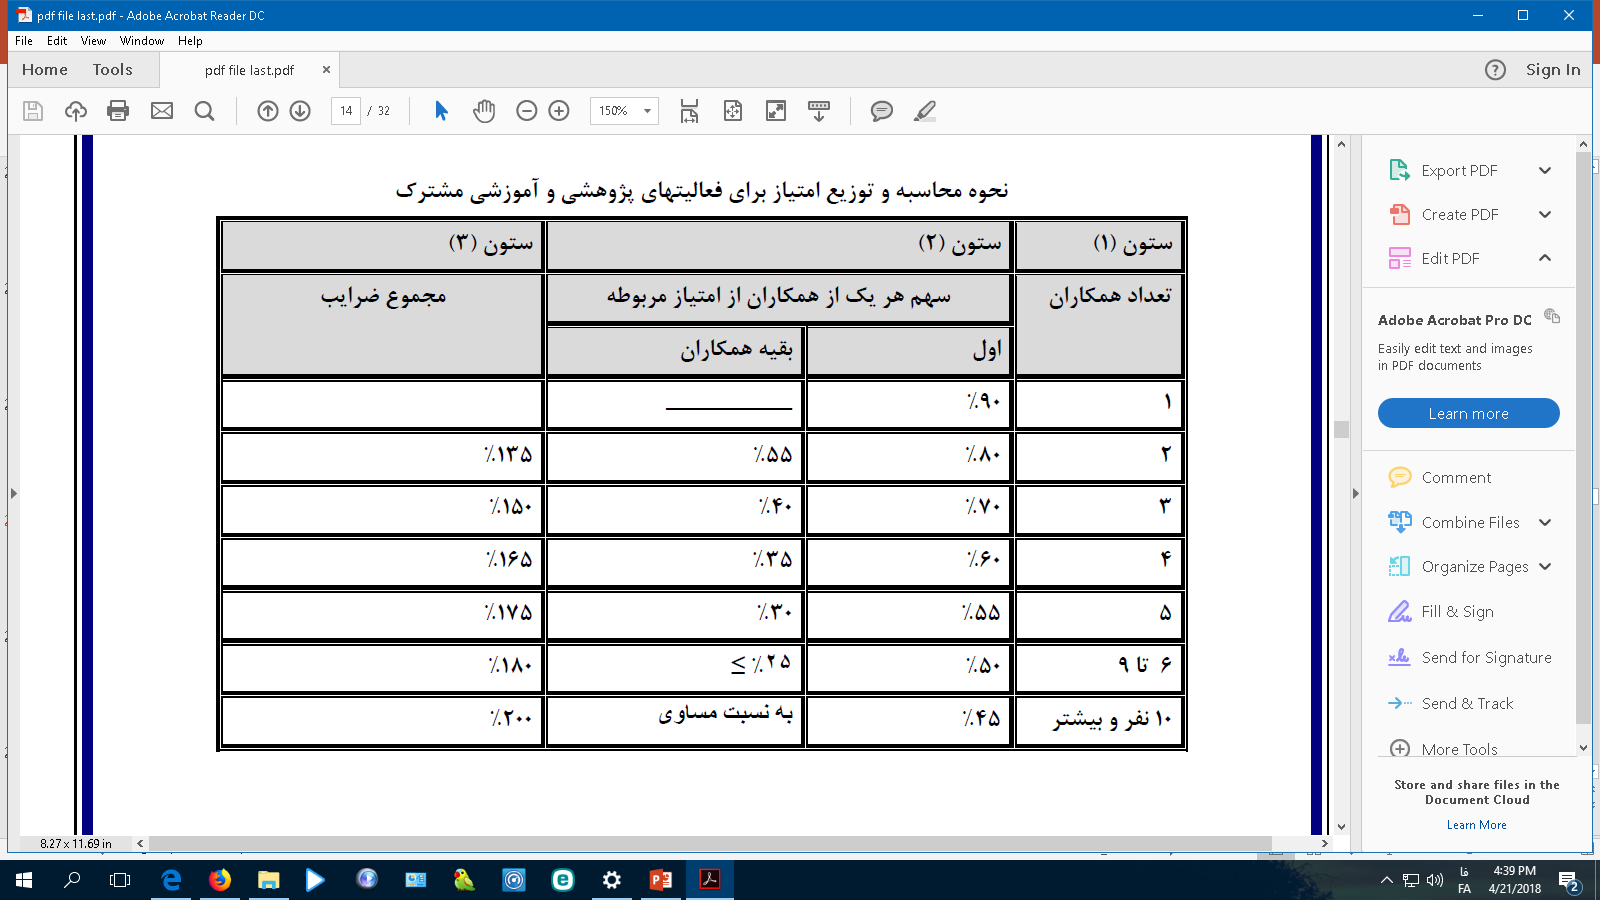 pdf file last.pdf - Adobe Acrobat Reader DC
File Edit View Window Help
Home Tools pdf file last.pdf × Sign In
14 / 32 150%
نحوه محاسبه و توزیع امتیاز برای فعالیتهای پژوهشی و آموزشی مشترک
ستون (۱) ستون (۲) ستون (۳)
تعداد همکاران سهم هر یک از همکاران از امتیاز مربوطه مجموع ضرایب
اول بقیه همکاران
۱ ٪۹۰
۲ ٪۸۰ ٪۵۵ ٪۱۳۵
۳ ٪۷۰ ٪۴۰ ٪۱۵۰
۴ ٪۶۰ ٪۳۵ ٪۱۶۵
۵ ٪۵۵ ٪۳۰ ٪۱۷۵
۶ تا ۹ ٪۵۰ ≥ ٪۲۵ ٪۱۸۰
۱۰ نفر و بیشتر ٪۴۵ به نسبت مساوی ٪۲۰۰
8.27 x 11.69 in
Export PDF
Create PDF
Edit PDF
Adobe Acrobat Pro DC
Easily edit text and images
in PDF documents
Learn more
Comment
Combine Files
Organize Pages
Fill & Sign
Send for Signature
Send & Track
More Tools
Store and share files in the
Document Cloud
Learn More
فا 4:39 PM
FA 4/21/2018 2